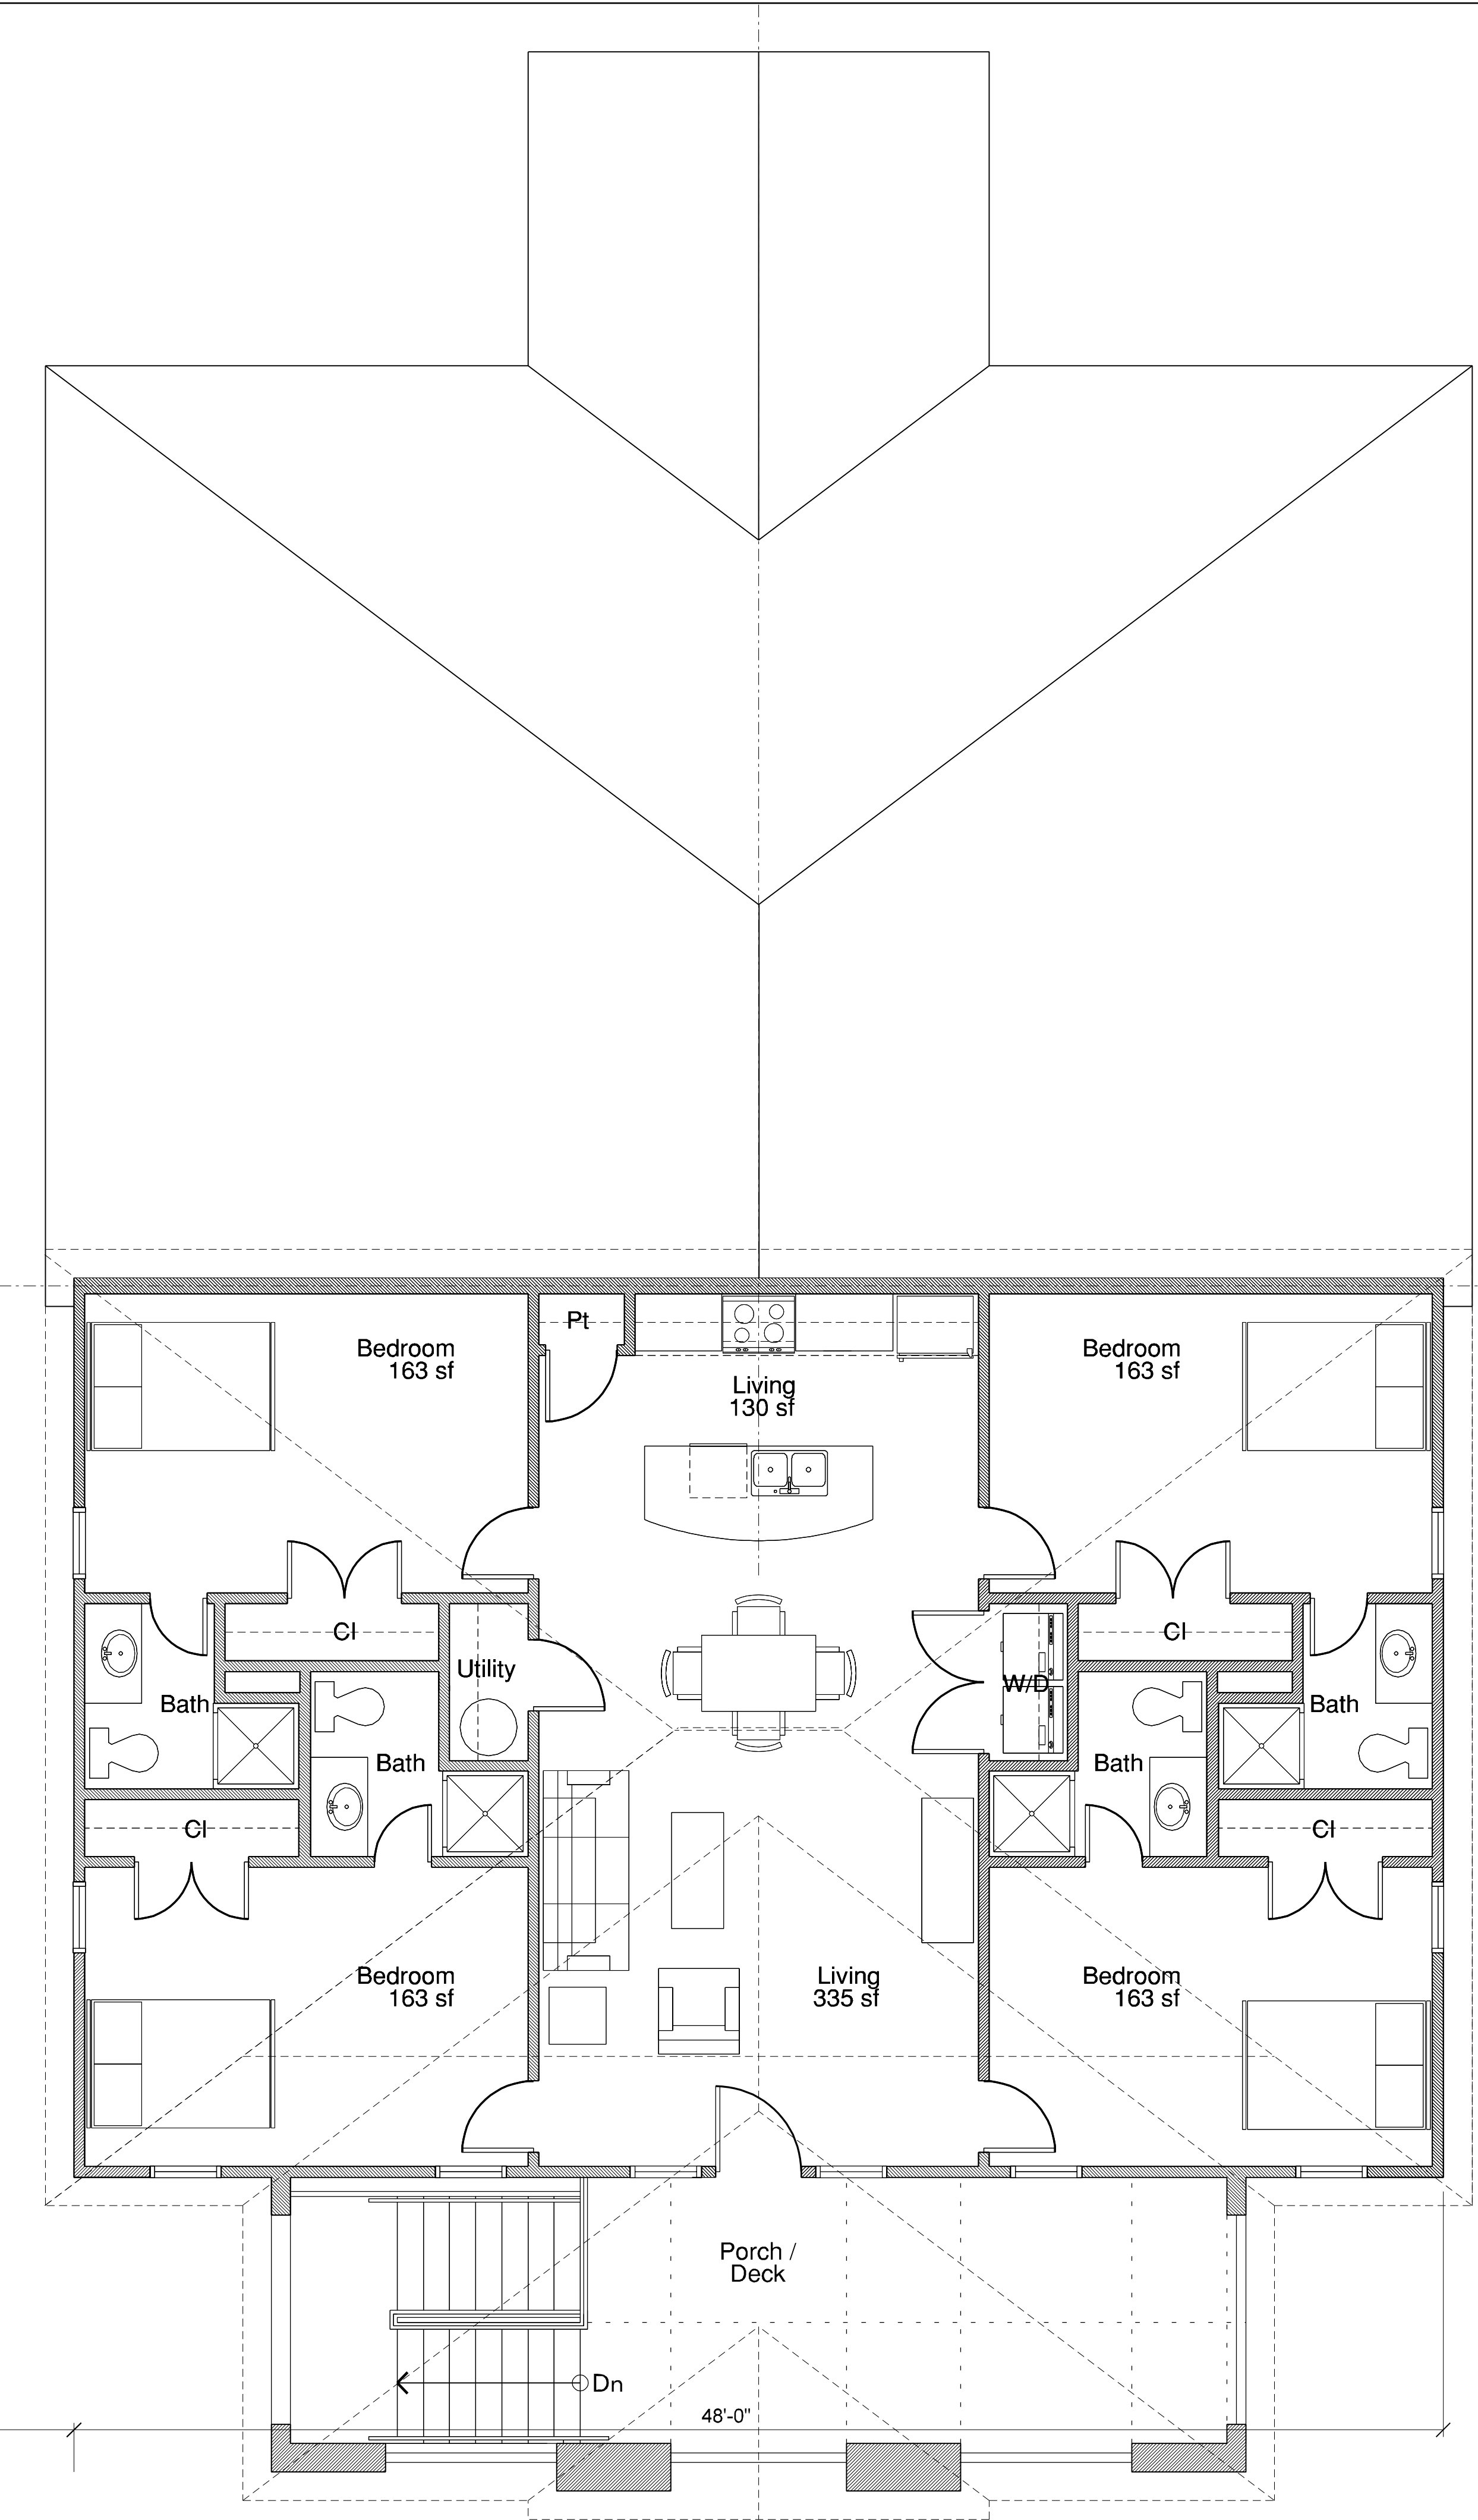 Pt
Bedroom
163 sf
Living
130 sf
Bedroom
163 sf
Cl
Cl
Utility
W/D
Bath
Bath
Bath
Bath
Cl
Cl
Bedroom
163 sf
Living
335 sf
Bedroom
163 sf
Porch /
Deck
Dn
48'-0"